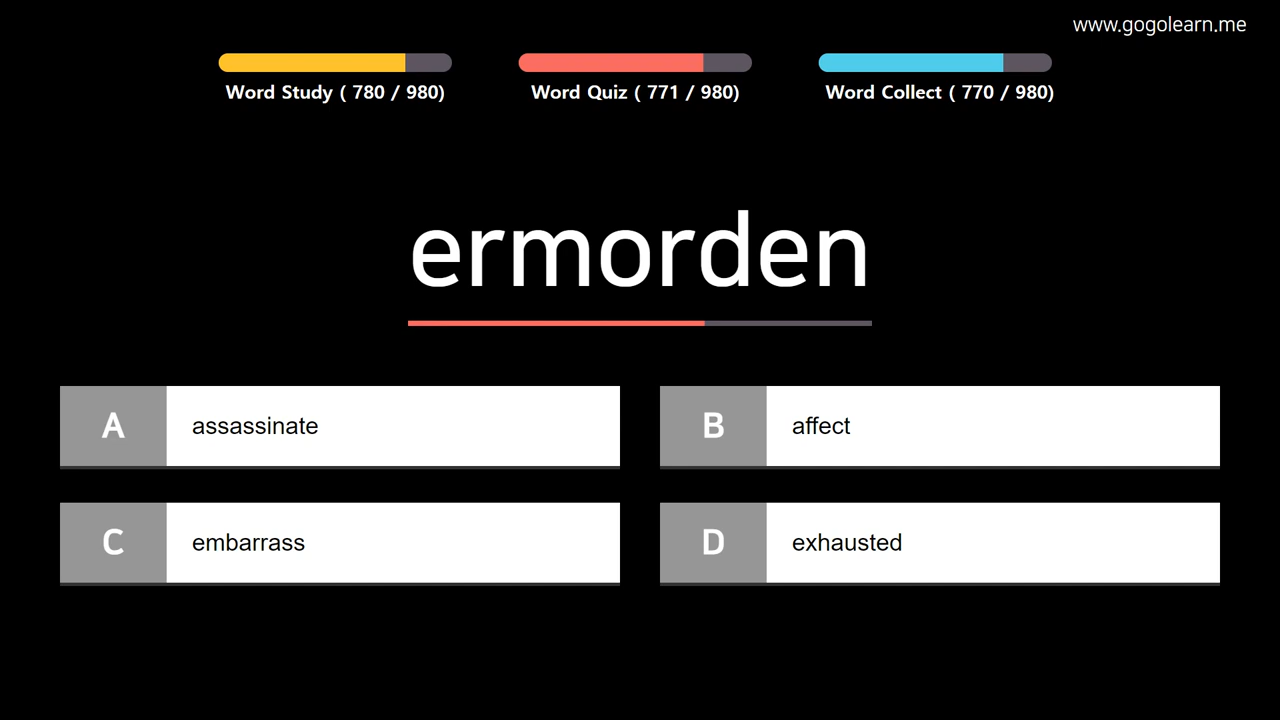 www.gogolearn.me
Word Study ( 780 / 980)
Word Quiz ( 771 / 980)
Word Collect ( 770 / 980)
ermorden
A assassinate
B affect
C embarrass
D exhausted